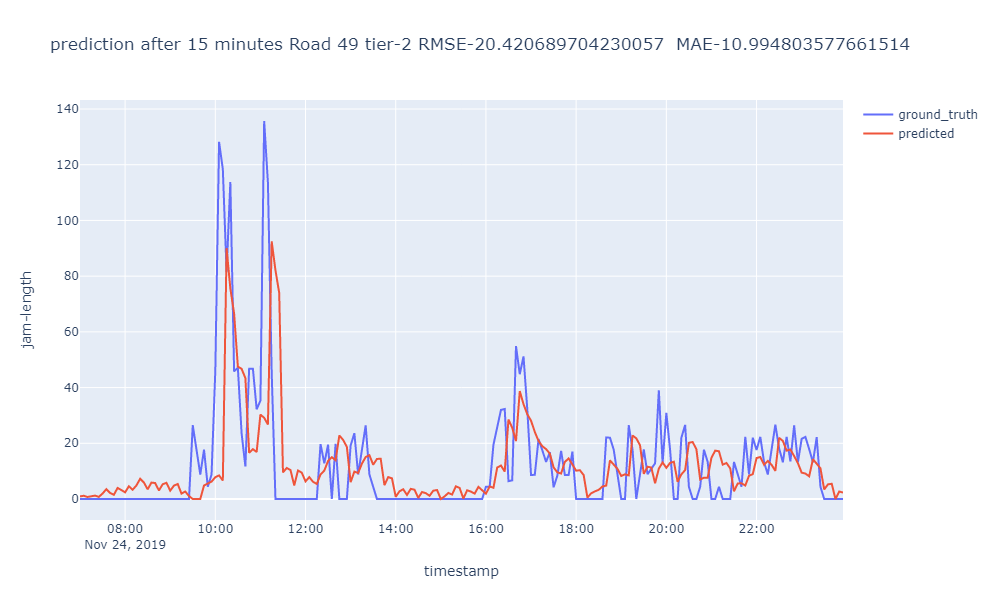 prediction after 15 minutes Road 49 tier-2 RMSE-20.420689704230057  MAE-10.994803577661514
ground_truth
predicted
jam-length
140
120
100
80
60
40
20
0
08:00 10:00 12:00 14:00 16:00 18:00 20:00 22:00
Nov 24, 2019
timestamp